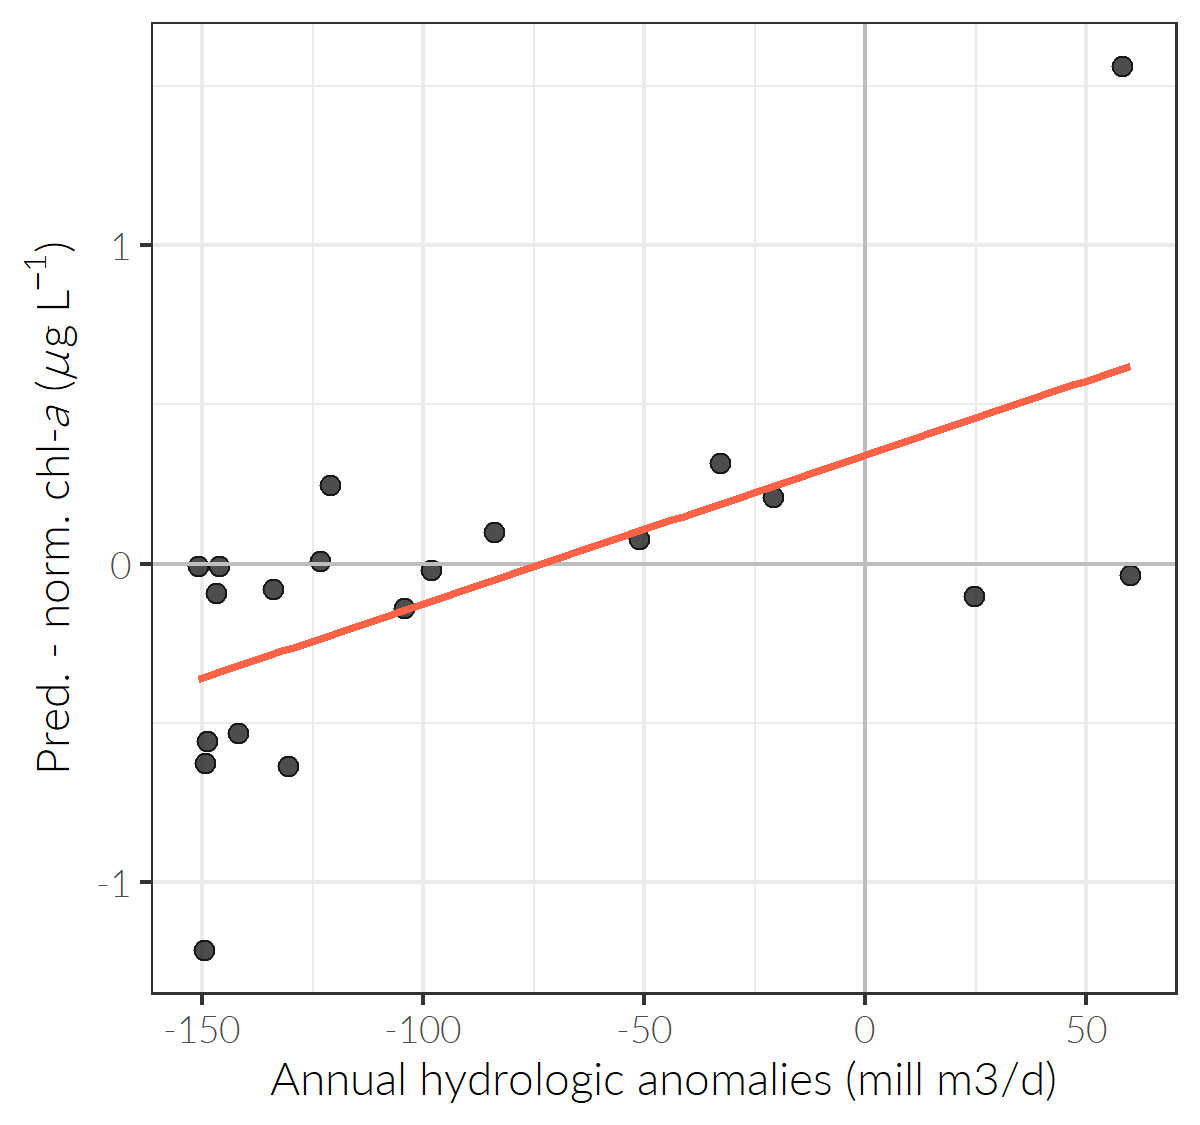 Pred. - norm. chl-a (μg L⁻¹)
1
0
-1
-150 -100 -50 0 50
Annual hydrologic anomalies (mill m3/d)